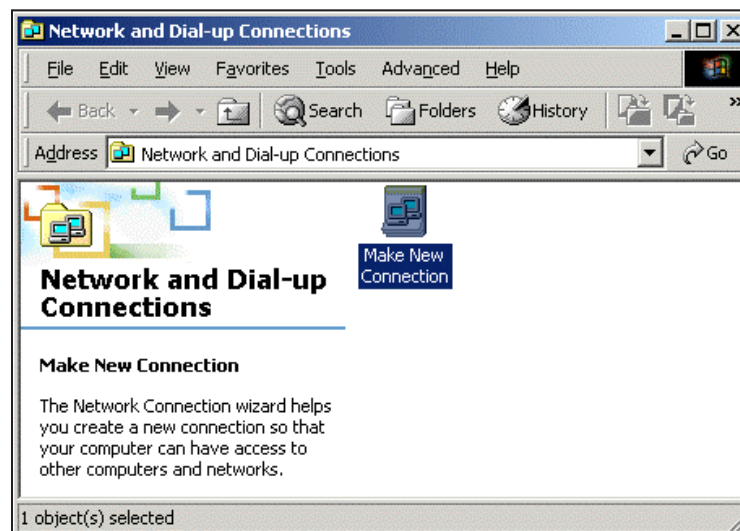 Network and Dial-up Connections
File Edit View Favorites Tools Advanced Help
Back Search Folders History »
Address Network and Dial-up Connections Go
Make New
Connection
Network and Dial-up
Connections
Make New Connection
The Network Connection wizard helps
you create a new connection so that
your computer can have access to
other computers and networks.
1 object(s) selected